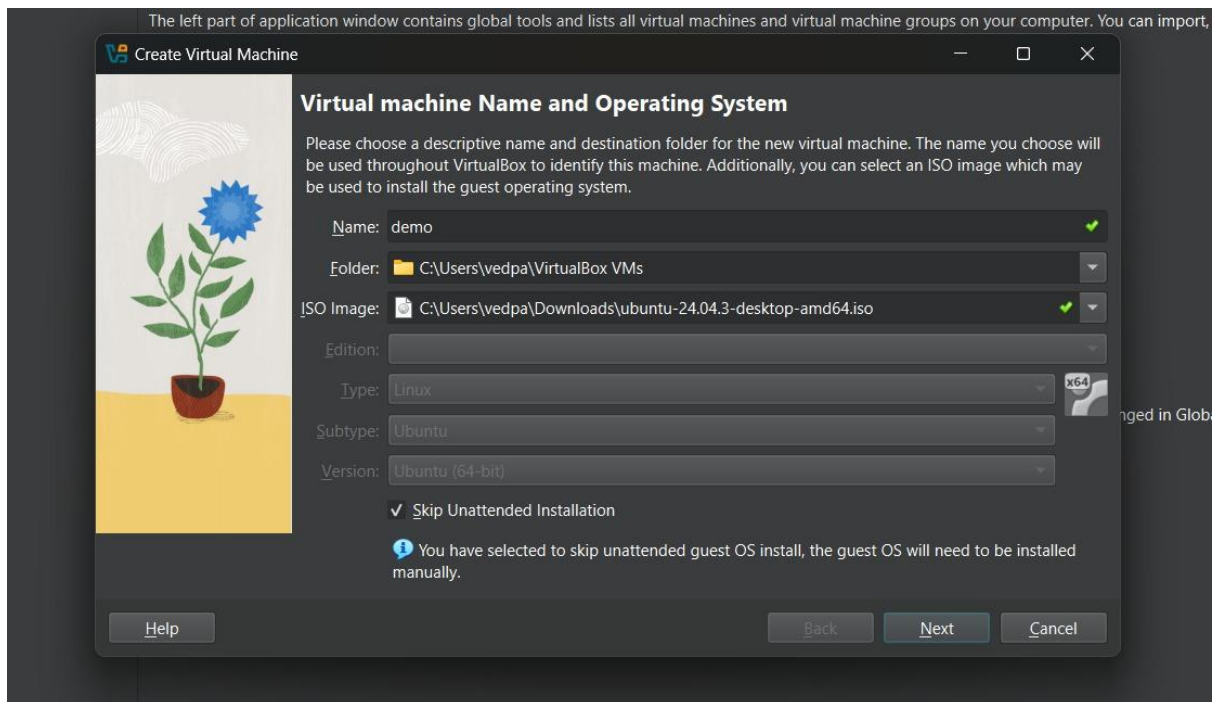 The left part of application window contains global tools and lists all virtual machines and virtual machine groups on your computer. You can import,
Create Virtual Machine
Virtual machine Name and Operating System
Please choose a descriptive name and destination folder for the new virtual machine. The name you choose will
be used throughout VirtualBox to identify this machine. Additionally, you can select an ISO image which may
be used to install the guest operating system.
Name: demo
Folder: C:\Users\vedpa\VirtualBox VMs
ISO Image: C:\Users\vedpa\Downloads\ubuntu-24.04.3-desktop-amd64.iso
Edition:
Type: Linux
x64
nged in Globa
Subtype: Ubuntu
Version: Ubuntu (64-bit)
Skip Unattended Installation
You have selected to skip unattended guest OS install, the guest OS will need to be installed
manually.
Help Back Next Cancel